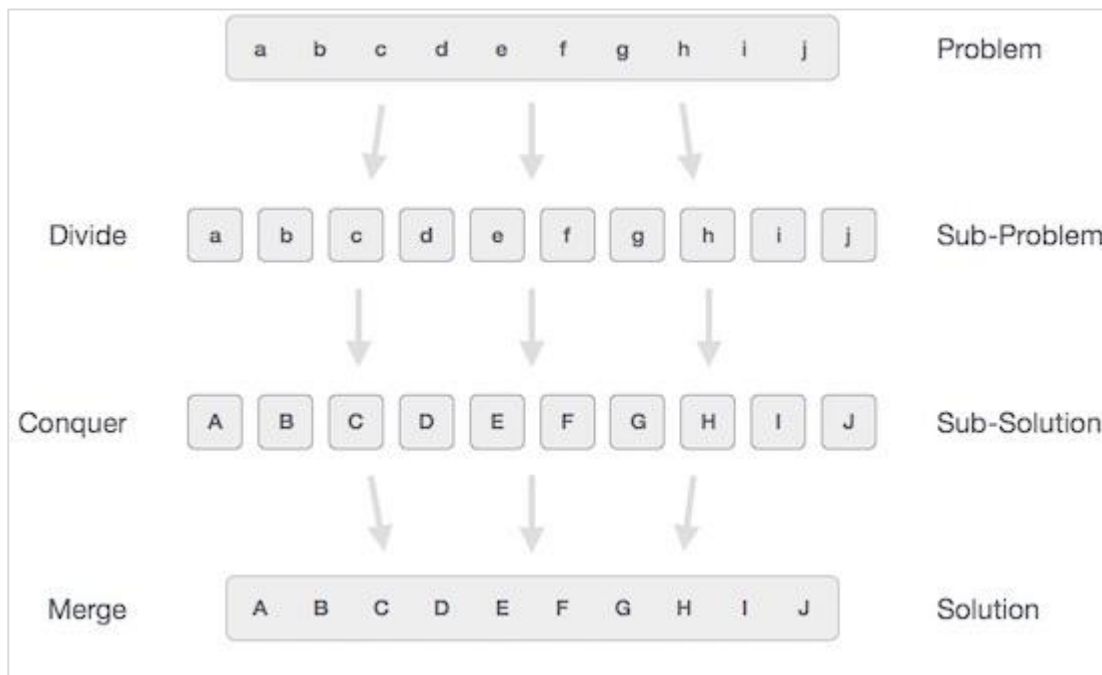 a b c d e f g h i j Problem
Divide a b c d e f g h i j Sub-Problem
Conquer A B C D E F G H I J Sub-Solution
Merge A B C D E F G H I J Solution